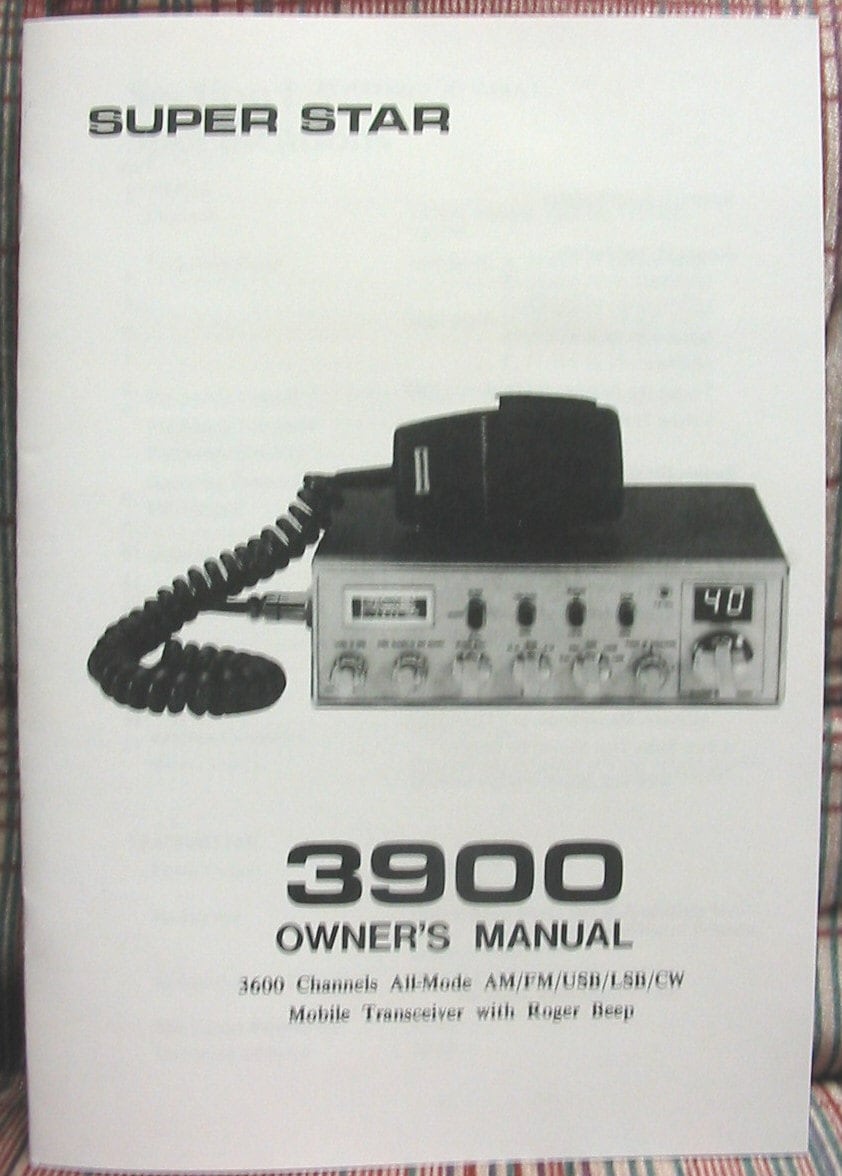 SUPER STAR
40
3900
OWNER'S MANUAL
3600 Channels All-Mode AM/FM/USB/LSB/CW
Mobile Transceiver with Roger Beep